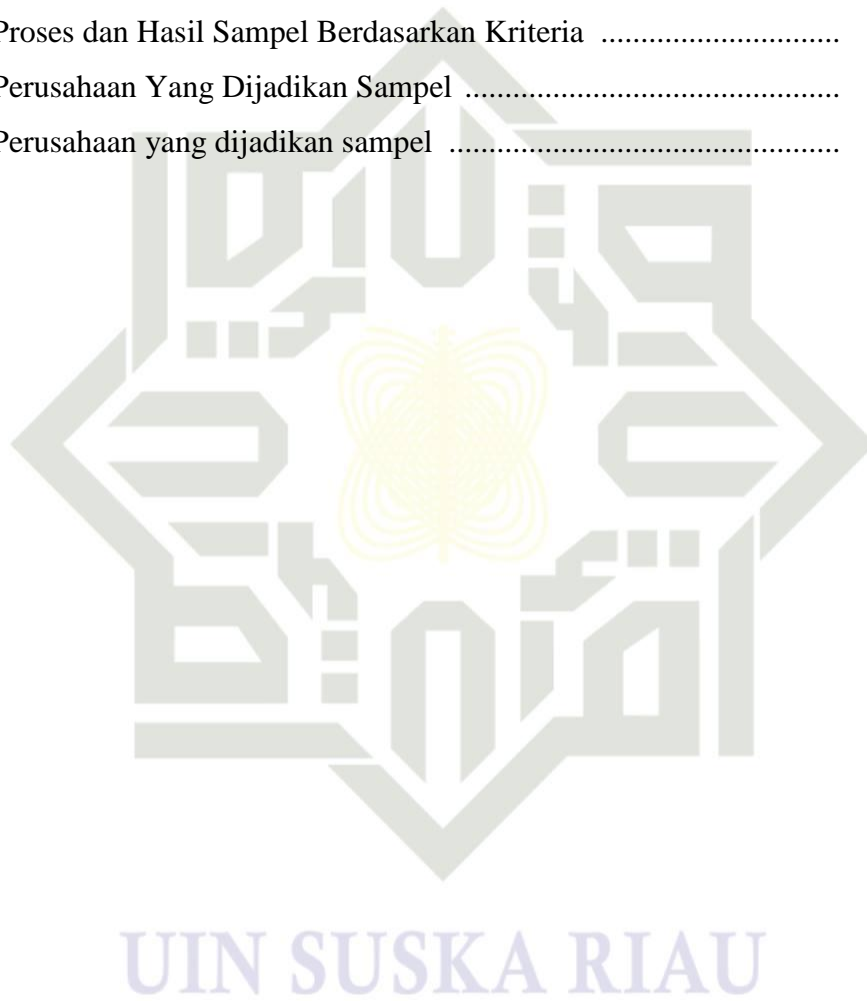 Proses dan Hasil Sampel Berdasarkan Kriteria ..............................
Perusahaan Yang Dijadikan Sampel ...............................................
Perusahaan yang dijadikan sampel .................................................
UIN SUSKA RIAU